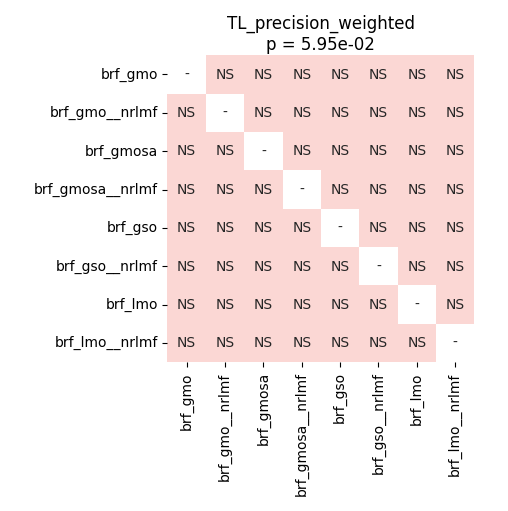 TL_precision_weighted
p = 5.95e-02
brf_gmo - NS NS NS NS NS NS NS
brf_gmo__nrlmf NS - NS NS NS NS NS NS
brf_gmosa NS NS - NS NS NS NS NS
brf_gmosa__nrlmf NS NS NS - NS NS NS NS
brf_gso NS NS NS NS - NS NS NS
brf_gso__nrlmf NS NS NS NS NS - NS NS
brf_lmo NS NS NS NS NS NS - NS
brf_lmo__nrlmf NS NS NS NS NS NS NS -
brf_gmo
brf_gmo__nrlmf
brf_gmosa
brf_gmosa__nrlmf
brf_gso
brf_gso__nrlmf
brf_lmo
brf_lmo__nrlmf